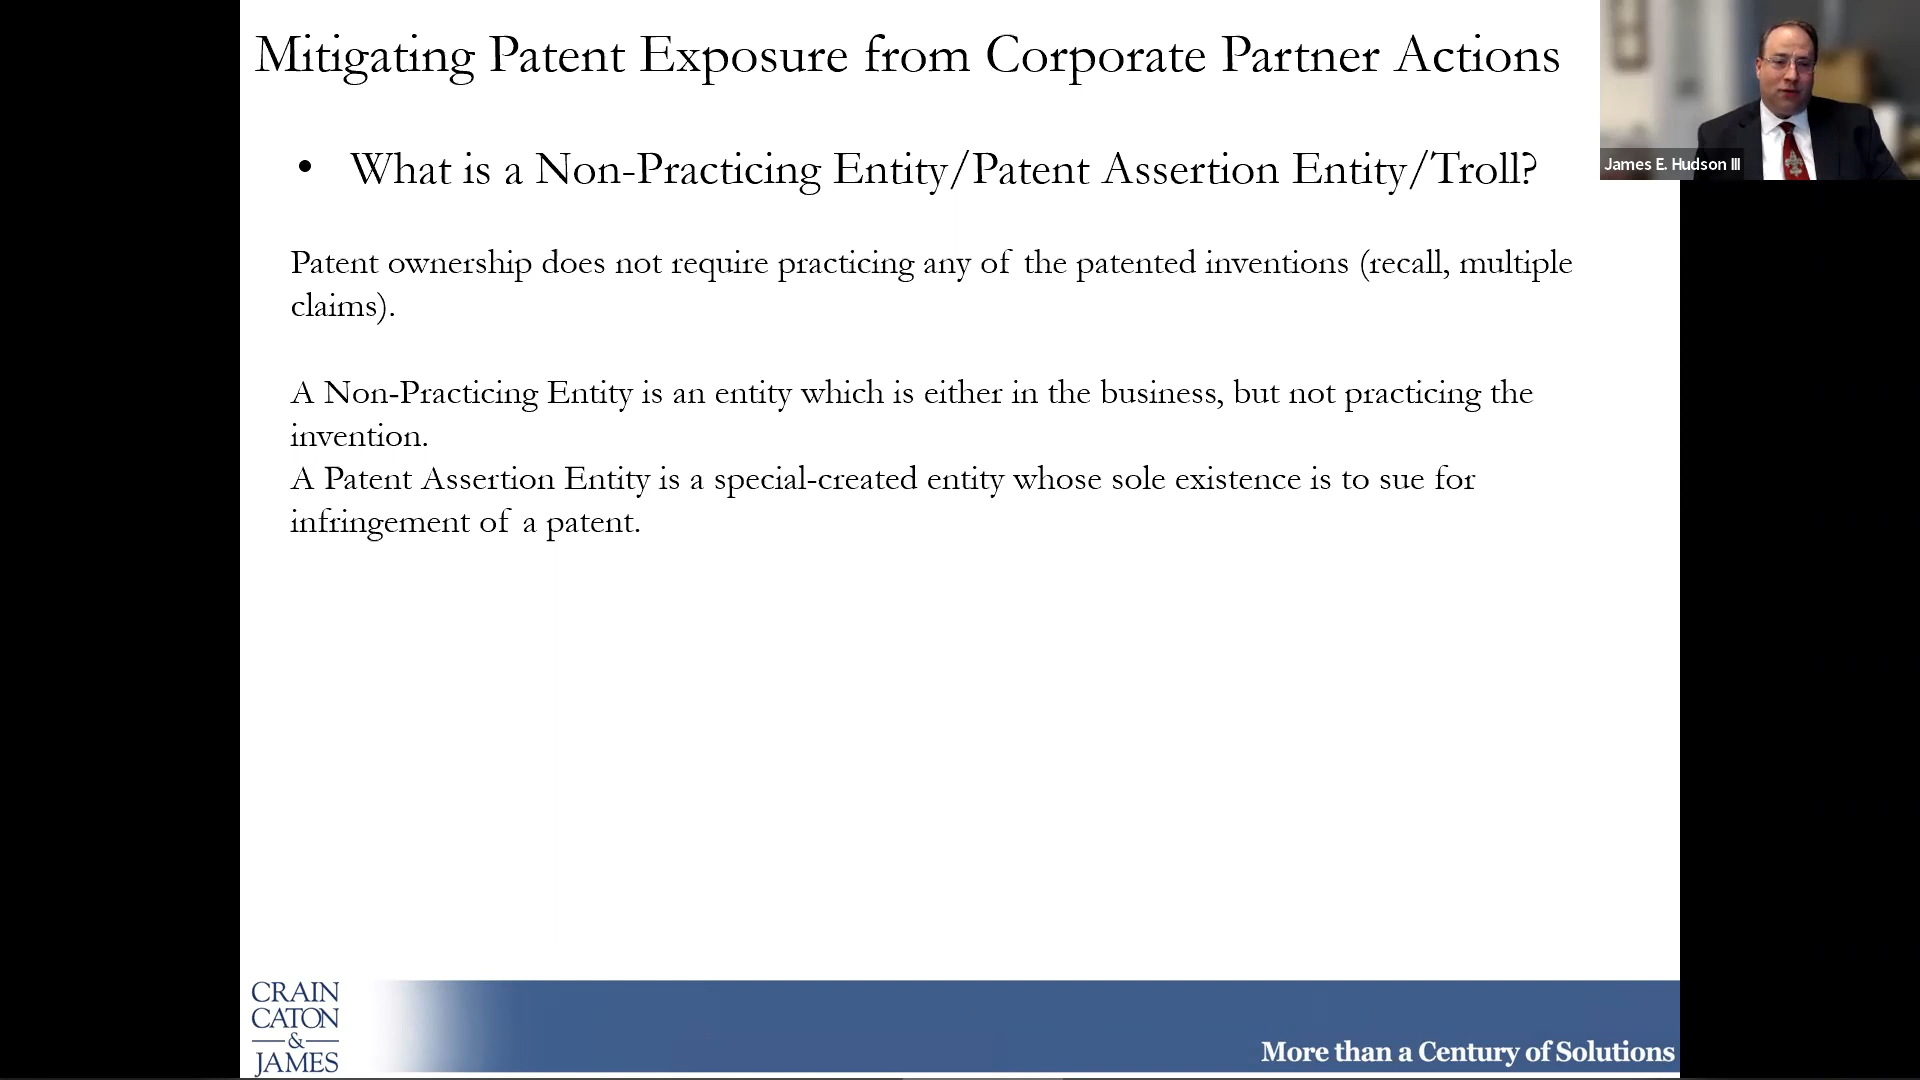 Mitigating Patent Exposure from Corporate Partner Actions
James E. Hudson III
• What is a Non-Practicing Entity/Patent Assertion Entity/Troll?
Patent ownership does not require practicing any of the patented inventions (recall, multiple
claims).
A Non-Practicing Entity is an entity which is either in the business, but not practicing the
invention.
A Patent Assertion Entity is a special-created entity whose sole existence is to sue for
infringement of a patent.
CRAIN
CATON
&
JAMES
More than a Century of Solutions